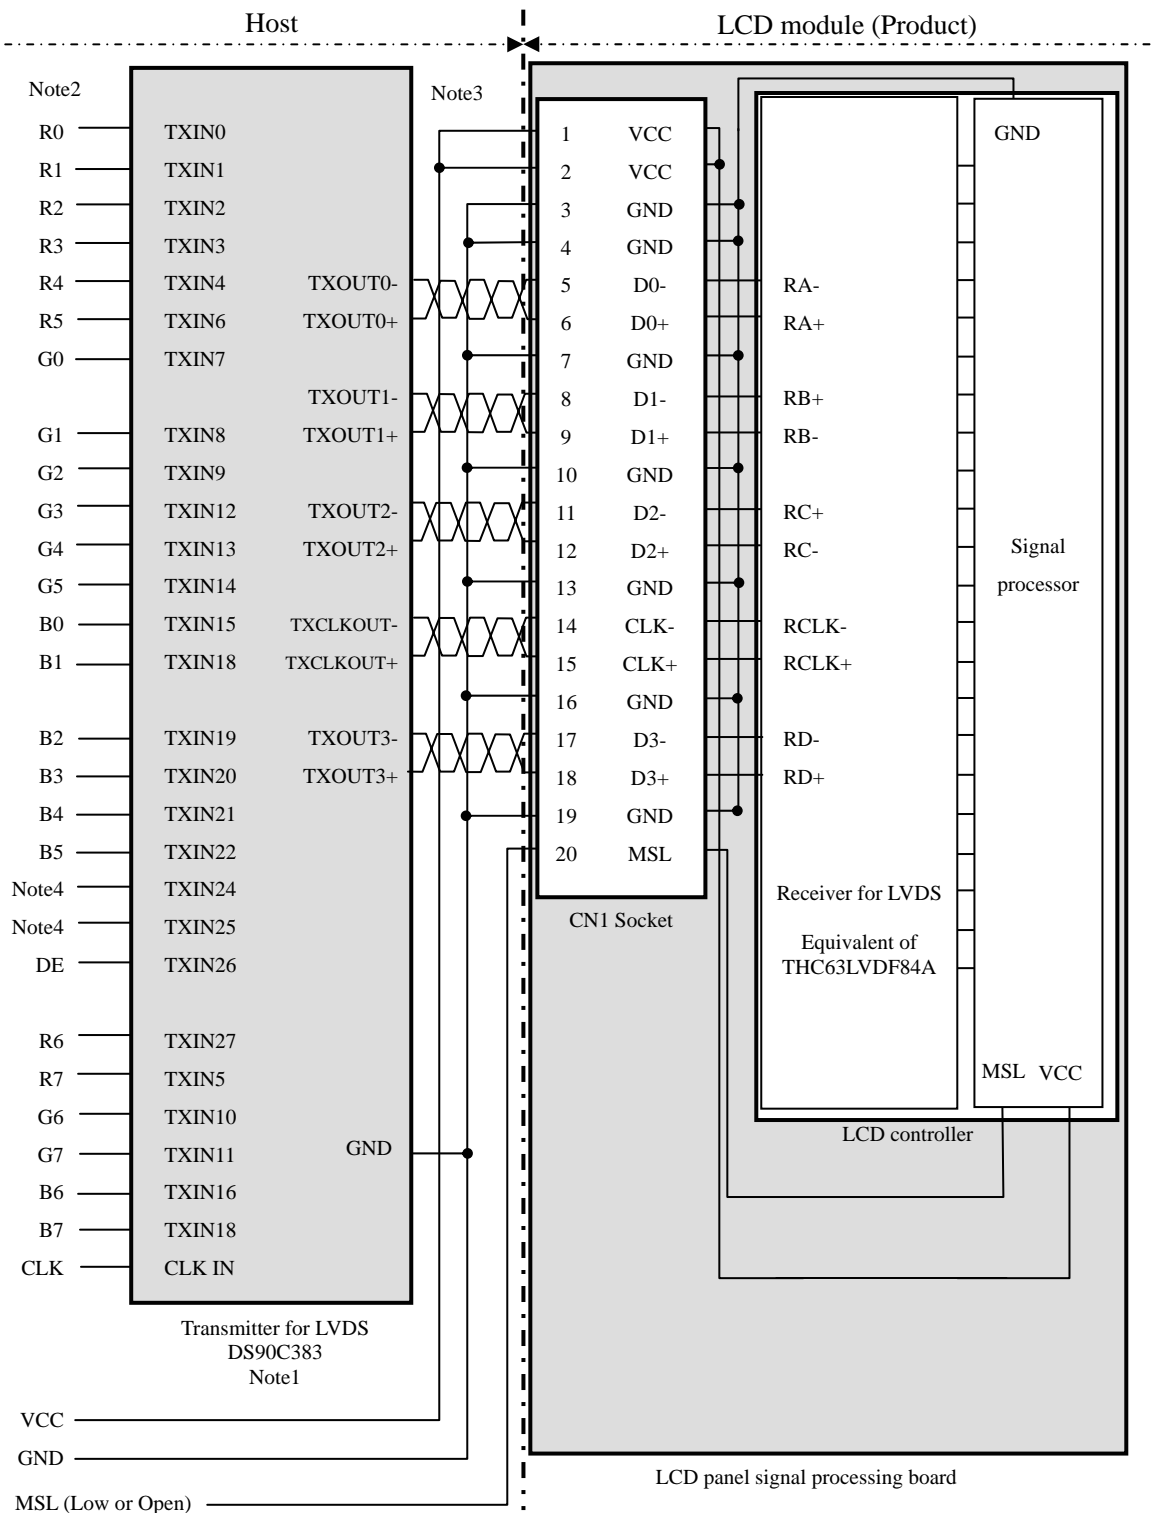 Host
LCD module (Product)
Note2
Note3
R0 TXIN0
R1 TXIN1
R2 TXIN2
R3 TXIN3
R4 TXIN4 TXOUT0-
R5 TXIN6 TXOUT0+
G0 TXIN7
TXOUT1-
G1 TXIN8 TXOUT1+
G2 TXIN9
G3 TXIN12 TXOUT2-
G4 TXIN13 TXOUT2+
G5 TXIN14
B0 TXIN15 TXCLKOUT-
B1 TXIN18 TXCLKOUT+
B2 TXIN19 TXOUT3-
B3 TXIN20 TXOUT3+
B4 TXIN21
B5 TXIN22
Note4 TXIN24
Note4 TXIN25
DE TXIN26
R6 TXIN27
R7 TXIN5
G6 TXIN10
G7 TXIN11 GND
B6 TXIN16
B7 TXIN18
CLK CLK IN
Transmitter for LVDS
DS90C383
Note1
VCC
GND
MSL (Low or Open)
1 VCC
2 VCC
3 GND
4 GND
5 D0-
6 D0+
7 GND
8 D1-
9 D1+
10 GND
11 D2-
12 D2+
13 GND
14 CLK-
15 CLK+
16 GND
17 D3-
18 D3+
19 GND
20 MSL
CN1 Socket
RA-
RA+
RB+
RB-
RC+
RC-
RCLK-
RCLK+
RD-
RD+
Receiver for LVDS
Equivalent of
THC63LVDF84A
GND
Signal
processor
MSL VCC
LCD controller
LCD panel signal processing board